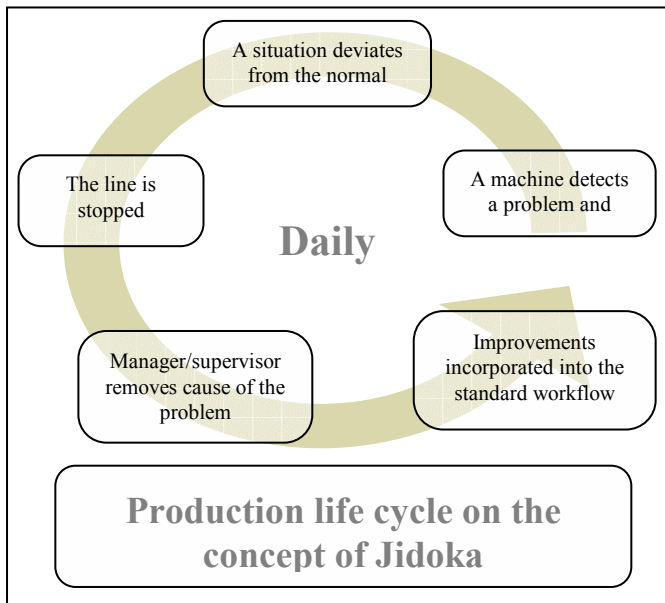 A situation deviates
from the normal
A machine detects
a problem and
The line is
stopped
Daily
Manager/supervisor
removes cause of the
problem
Improvements
incorporated into the
standard workflow
Production life cycle on the
concept of Jidoka